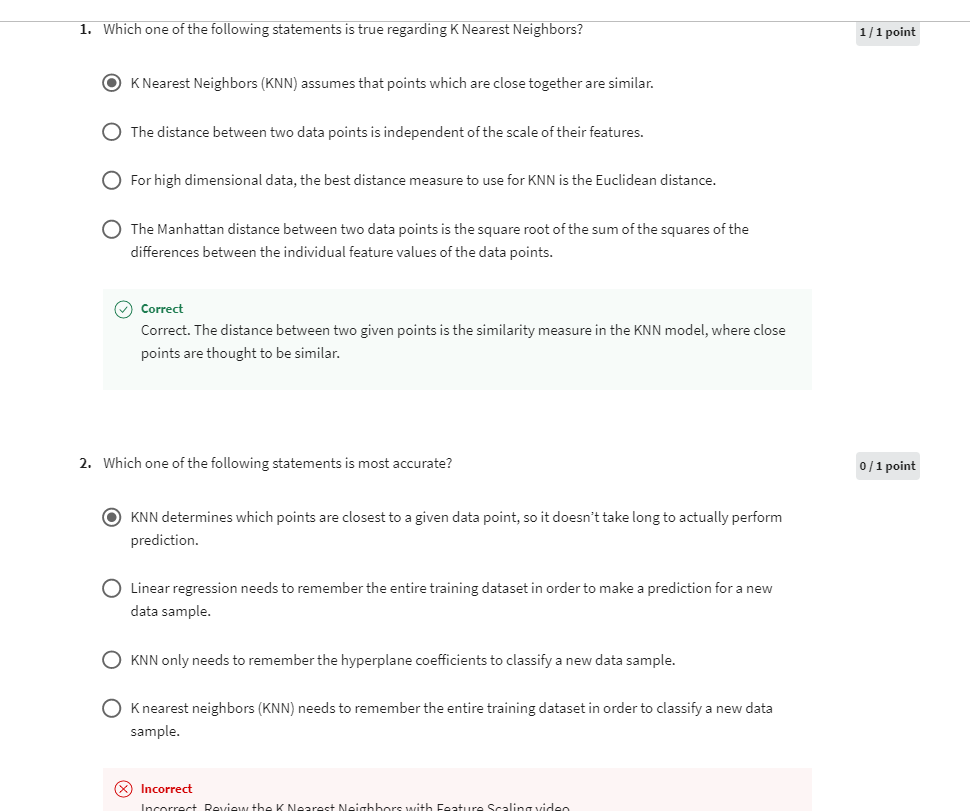 1. Which one of the following statements is true regarding K Nearest Neighbors?
1 / 1 point
K Nearest Neighbors (KNN) assumes that points which are close together are similar.
The distance between two data points is independent of the scale of their features.
For high dimensional data, the best distance measure to use for KNN is the Euclidean distance.
The Manhattan distance between two data points is the square root of the sum of the squares of the
differences between the individual feature values of the data points.
Correct
Correct. The distance between two given points is the similarity measure in the KNN model, where close
points are thought to be similar.
2. Which one of the following statements is most accurate?
0 / 1 point
KNN determines which points are closest to a given data point, so it doesn’t take long to actually perform
prediction.
Linear regression needs to remember the entire training dataset in order to make a prediction for a new
data sample.
KNN only needs to remember the hyperplane coefficients to classify a new data sample.
K nearest neighbors (KNN) needs to remember the entire training dataset in order to classify a new data
sample.
Incorrect
Incorrect. Review the K Nearest Neighbors with Feature Scaling video.